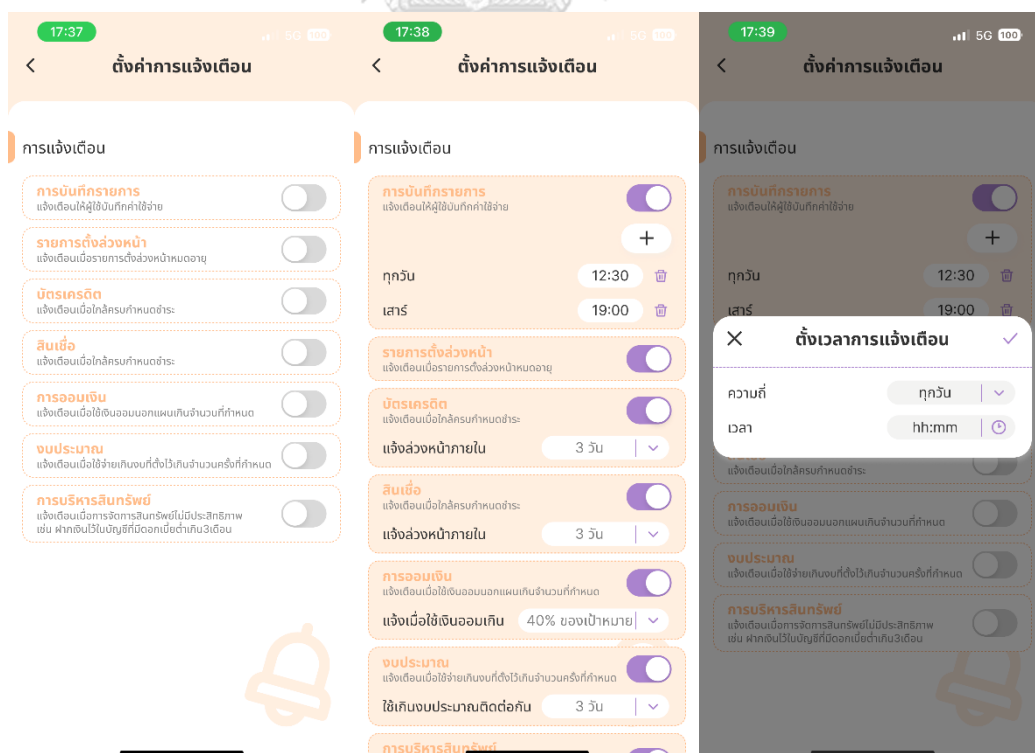 17:37
5G 100
ตั้งค่าการแจ้งเตือน
การแจ้งเตือน
การบันทึกรายการ
แจ้งเตือนให้ผู้ใช้บันทึกค่าใช้จ่าย
รายการตั้งล่วงหน้า
แจ้งเตือนเมื่อรายการตั้งล่วงหน้าหมดอายุ
บัตรเครดิต
แจ้งเตือนเมื่อใกล้ครบกำหนดชำระ
สินเชื่อ
แจ้งเตือนเมื่อใกล้ครบกำหนดชำระ
การออมเงิน
แจ้งเตือนเมื่อใช้เงินออมนอกแผนเกินจำนวนที่กำหนด
งบประมาณ
แจ้งเตือนเมื่อใช้จ่ายเกินงบที่ตั้งไว้เกินจำนวนครั้งที่กำหนด
การบริหารสินทรัพย์
แจ้งเตือนเมื่อการจัดการสินทรัพย์ไม่มีประสิทธิภาพ
เช่น ฝากเงินไว้ในบัญชีที่มีดอกเบี้ยต่ำเกิน3เดือน
17:38
5G 100
ตั้งค่าการแจ้งเตือน
การแจ้งเตือน
การบันทึกรายการ
แจ้งเตือนให้ผู้ใช้บันทึกค่าใช้จ่าย
+
ทุกวัน 12:30
เสาร์ 19:00
รายการตั้งล่วงหน้า
แจ้งเตือนเมื่อรายการตั้งล่วงหน้าหมดอายุ
บัตรเครดิต
แจ้งเตือนเมื่อใกล้ครบกำหนดชำระ
แจ้งล่วงหน้าภายใน 3 วัน
สินเชื่อ
แจ้งเตือนเมื่อใกล้ครบกำหนดชำระ
แจ้งล่วงหน้าภายใน 3 วัน
การออมเงิน
แจ้งเตือนเมื่อใช้เงินออมนอกแผนเกินจำนวนที่กำหนด
แจ้งเมื่อใช้เงินออมเกิน 40% ของเป้าหมาย
งบประมาณ
แจ้งเตือนเมื่อใช้จ่ายเกินงบที่ตั้งไว้เกินจำนวนครั้งที่กำหนด
ใช้เกินงบประมาณติดต่อกัน 3 วัน
การบริหารสินทรัพย์
17:39
5G 100
ตั้งค่าการแจ้งเตือน
การแจ้งเตือน
การบันทึกรายการ
แจ้งเตือนให้ผู้ใช้บันทึกค่าใช้จ่าย
+
ทุกวัน 12:30
เสาร์ 19:00
ตั้งเวลาการแจ้งเตือน
ความถี่ ทุกวัน
เวลา hh:mm
แจ้งเตือนเมื่อใกล้ครบกำหนดชำระ
การออมเงิน
แจ้งเตือนเมื่อใช้เงินออมนอกแผนเกินจำนวนที่กำหนด
งบประมาณ
แจ้งเตือนเมื่อใช้จ่ายเกินงบที่ตั้งไว้เกินจำนวนครั้งที่กำหนด
การบริหารสินทรัพย์
แจ้งเตือนเมื่อการจัดการสินทรัพย์ไม่มีประสิทธิภาพ
เช่น ฝากเงินไว้ในบัญชีที่มีดอกเบี้ยต่ำเกิน3เดือน